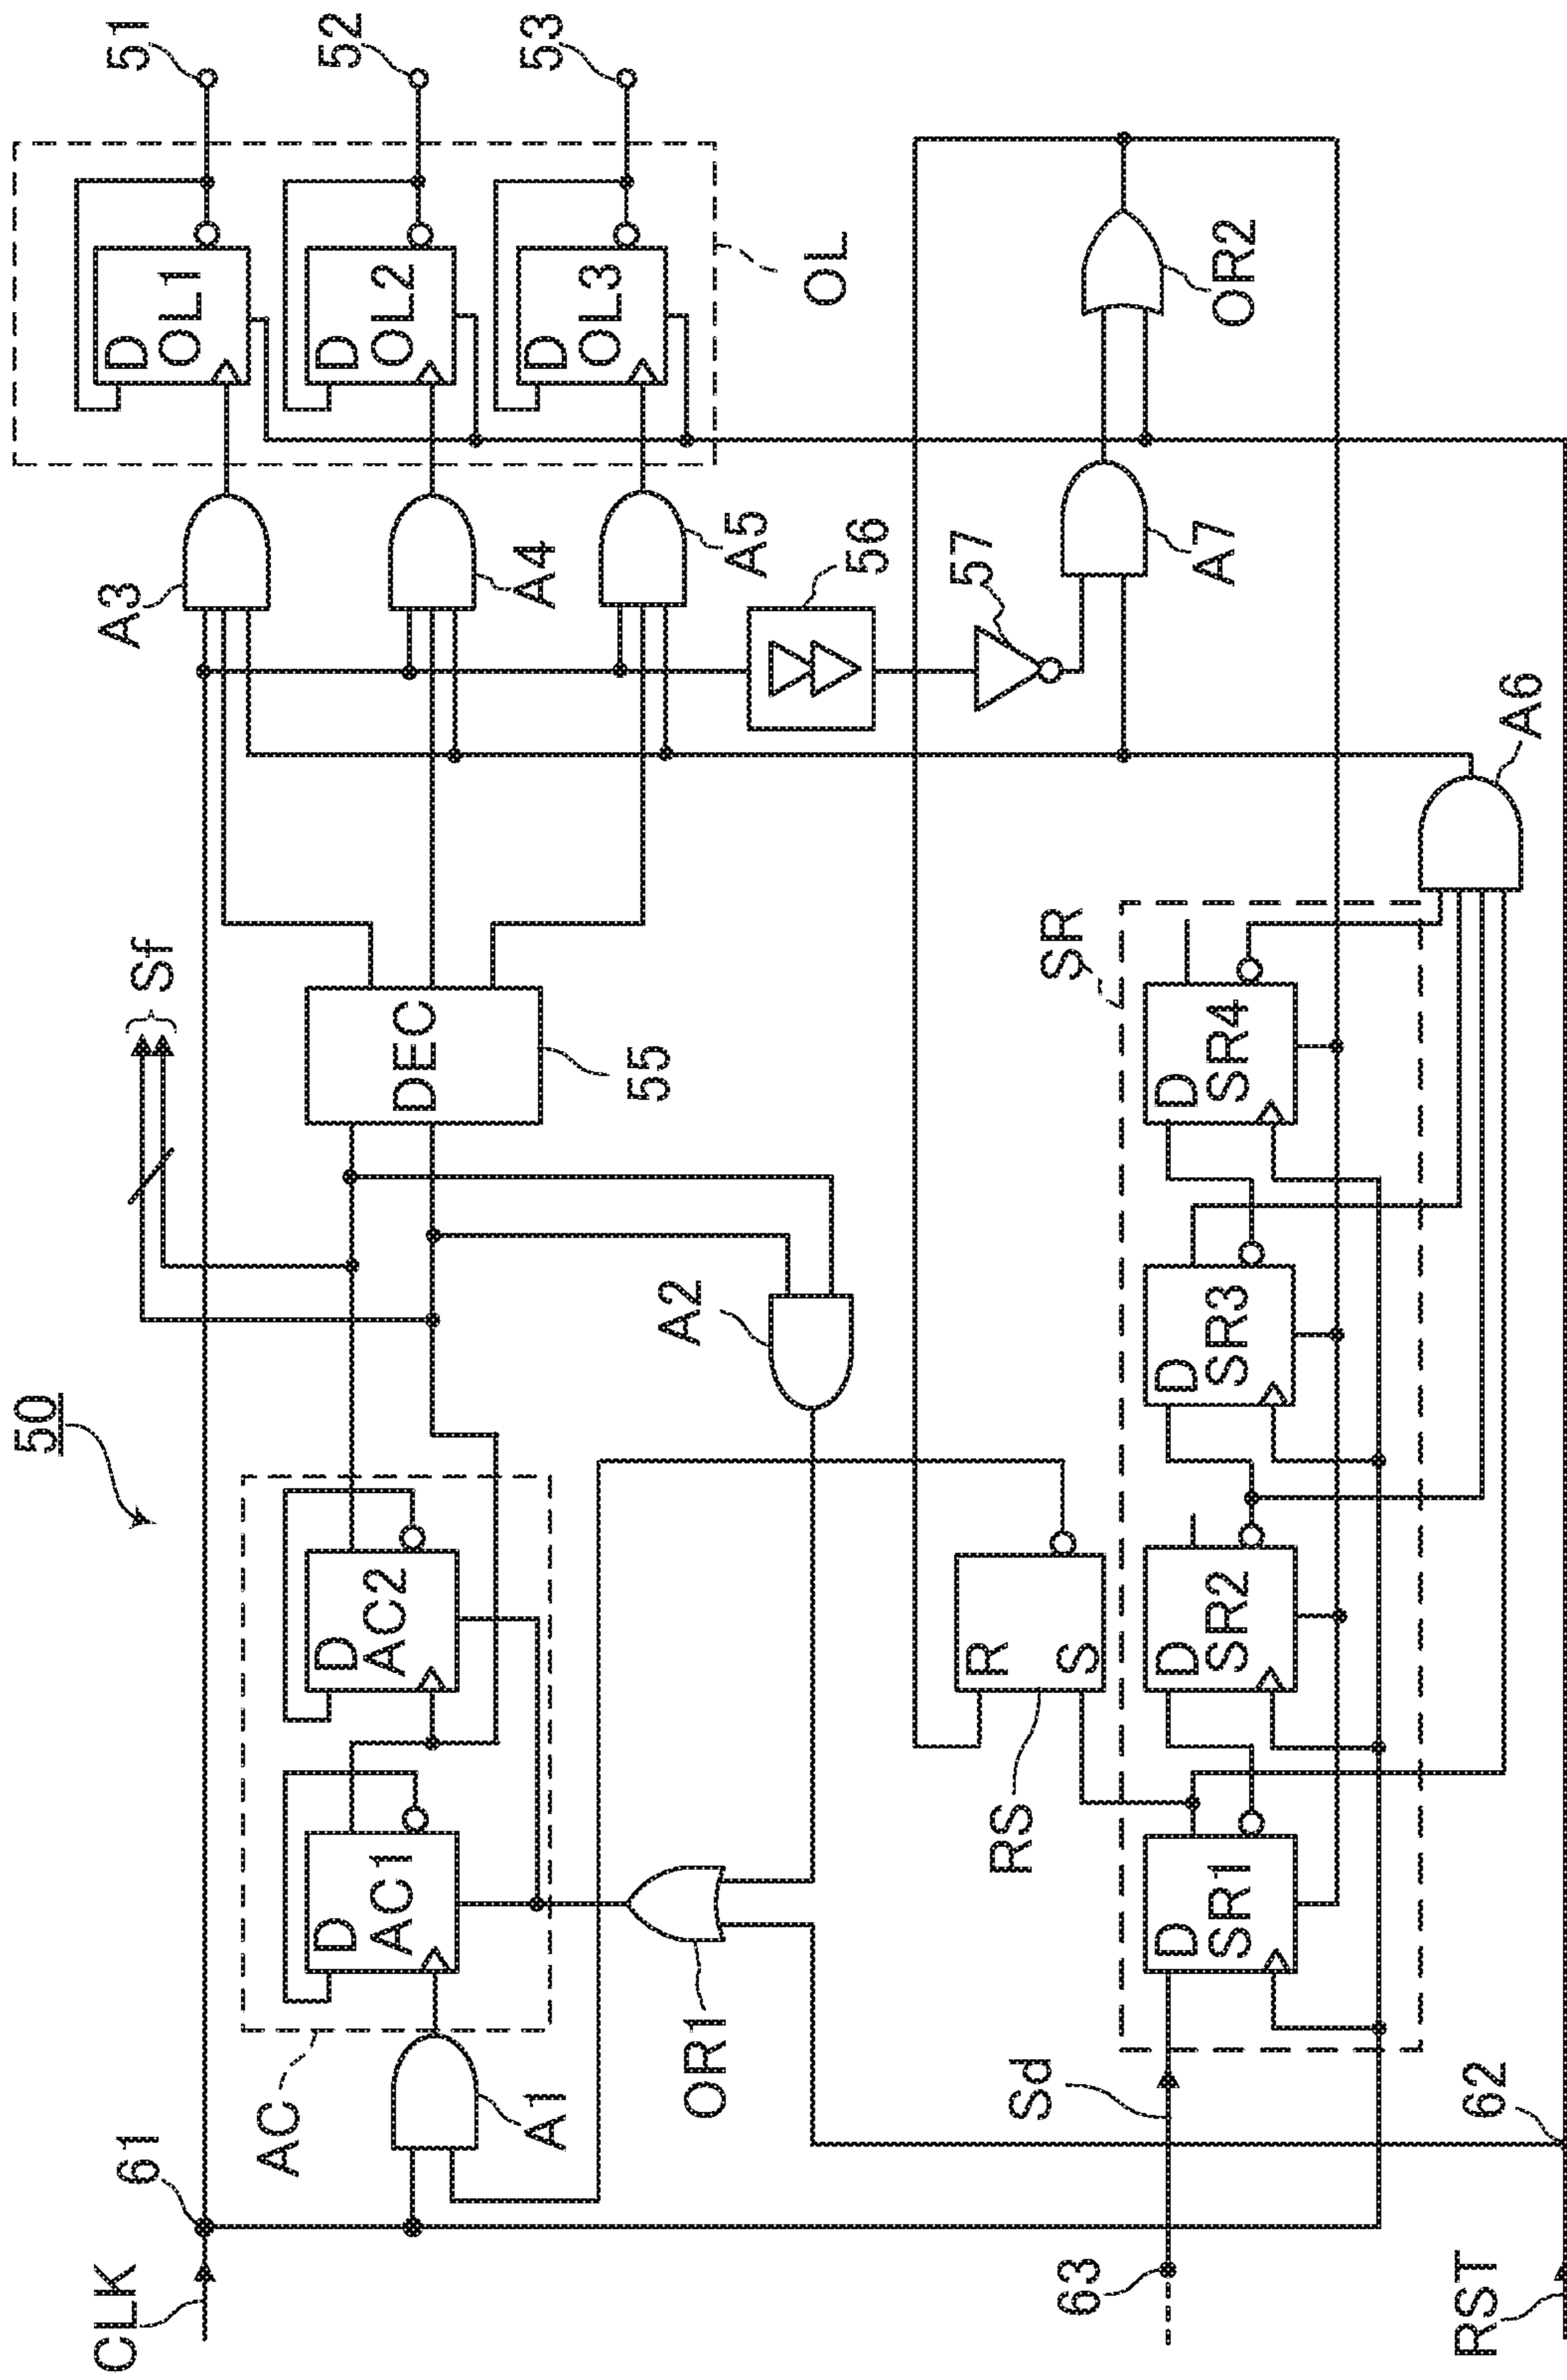 50
CLK
61
AC
A1
D
AC1
D
AC2
Sf
DEC
55
A3
A4
A5
D
OL1
D
OL2
D
OL3
OL
51
52
53
OR1
A2
56
57
A7
OR2
RS
R
S
63
Sd
SR
D
SR1
D
SR2
D
SR3
D
SR4
A6
RST
62